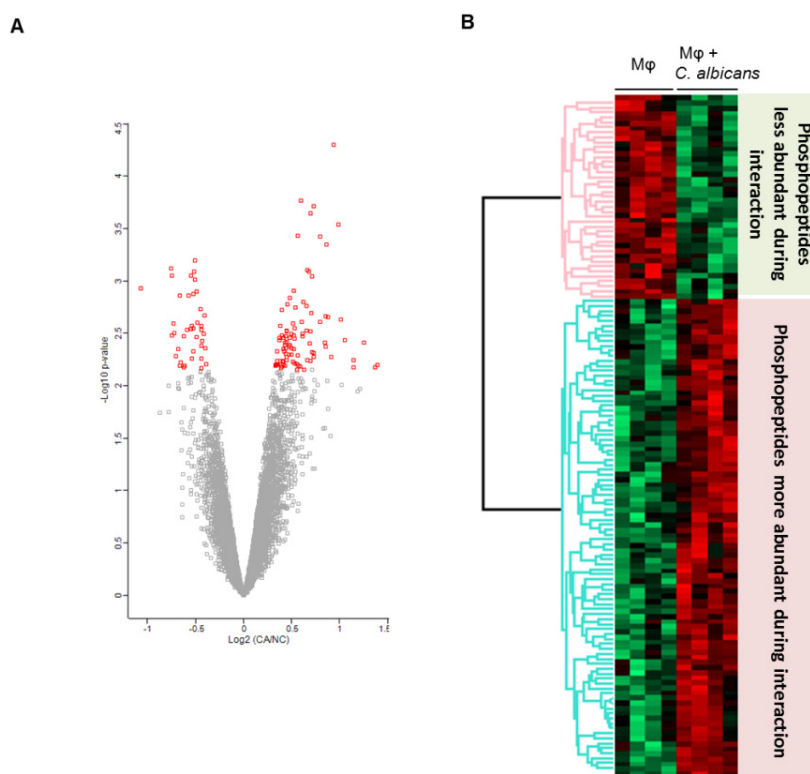 A
4.5
4
3.5
3
2.5
2
1.5
1
0.5
0
-Log10 p-value
-1
-0.5
0
0.5
1
1.5
Log2 (CA/NC)
B
Mφ
Mφ +
C. albicans
Phosphopeptides
less abundant during
interaction
Phosphopeptides more abundant during interaction